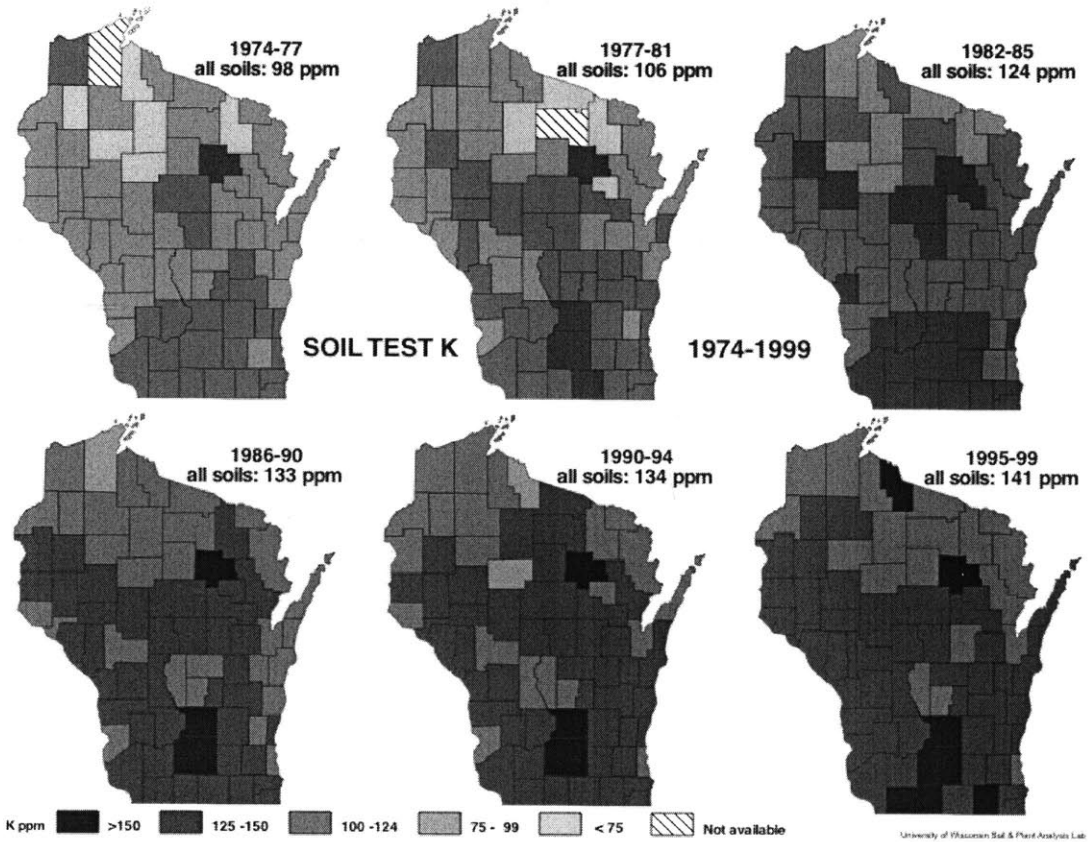 1974-77
all soils: 98 ppm
1977-81
all soils: 106 ppm
1982-85
all soils: 124 ppm
SOIL TEST K
1974-1999
1986-90
all soils: 133 ppm
1990-94
all soils: 134 ppm
1995-99
all soils: 141 ppm
K ppm >150 125 -150 100 -124 75 - 99 < 75 Not available
University of Wisconsin Soil & Plant Analysis Lab